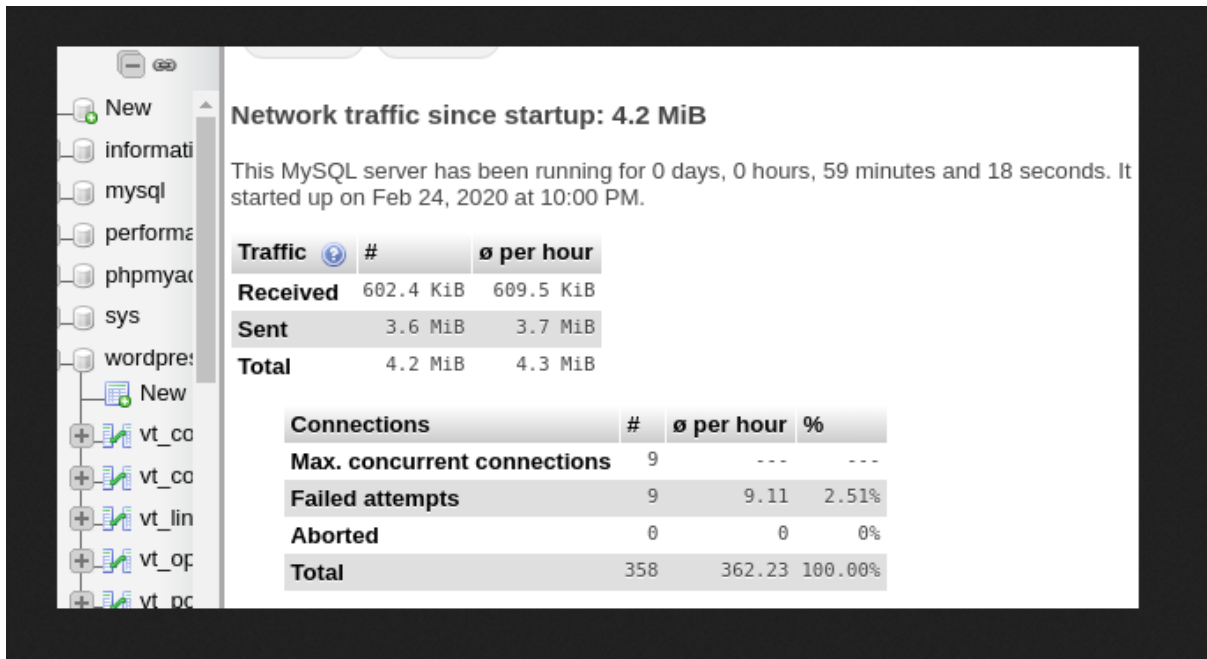 New
informati
mysql
performa
phpmyad
sys
wordpres
New
vt_co
vt_co
vt_lin
vt_op
vt_po
Network traffic since startup: 4.2 MiB
This MySQL server has been running for 0 days, 0 hours, 59 minutes and 18 seconds. It
started up on Feb 24, 2020 at 10:00 PM.
Traffic # ø per hour
Received 602.4 KiB 609.5 KiB
Sent 3.6 MiB 3.7 MiB
Total 4.2 MiB 4.3 MiB
Connections # ø per hour %
Max. concurrent connections 9 --- ---
Failed attempts 9 9.11 2.51%
Aborted 0 0 0%
Total 358 362.23 100.00%